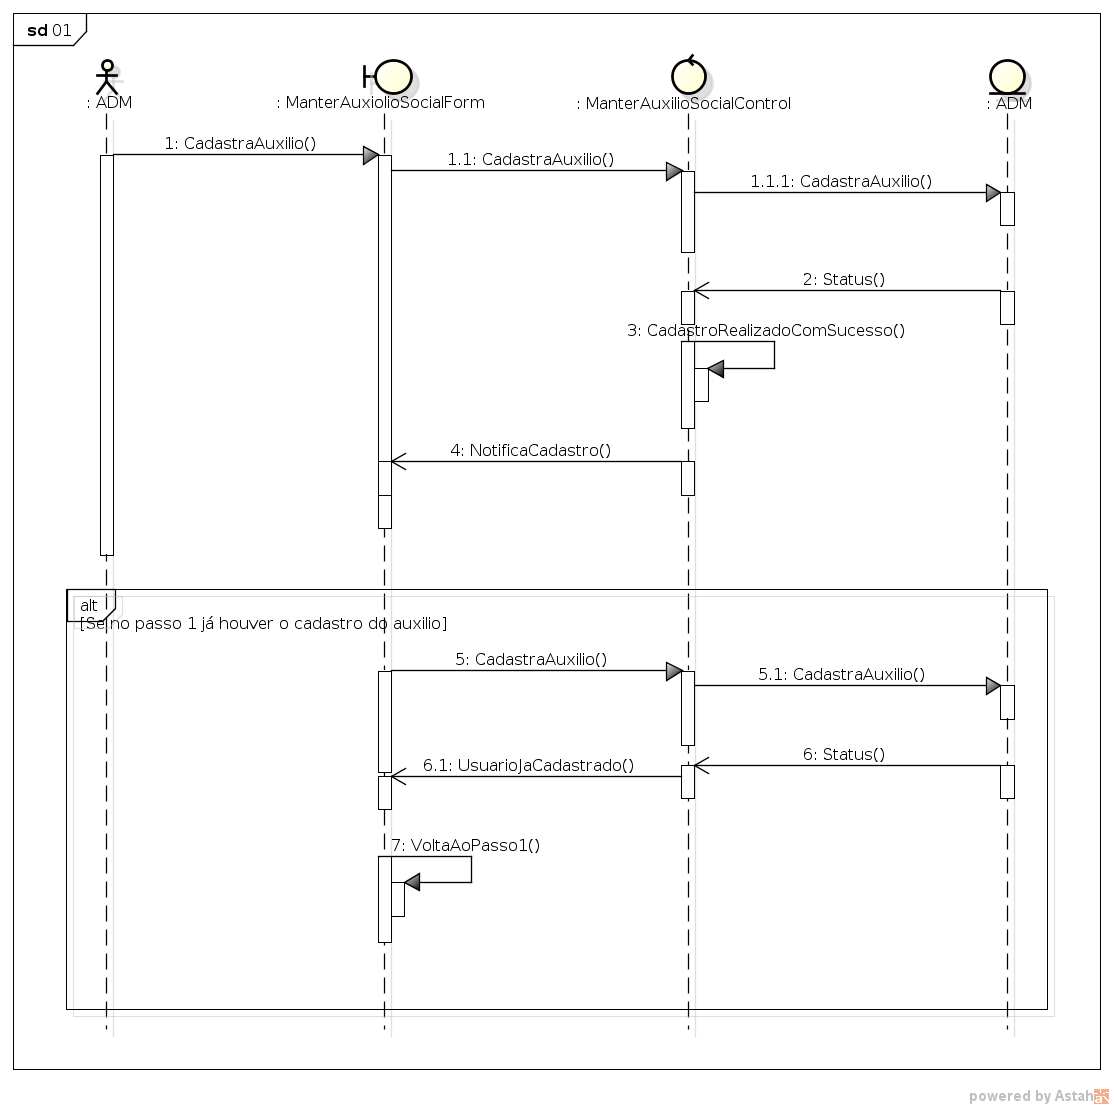 sd 01
: ADM
: ManterAuxiolioSocialForm
: ManterAuxilioSocialControl
: ADM
1: CadastraAuxilio()
1.1: CadastraAuxilio()
1.1.1: CadastraAuxilio()
2: Status()
3: CadastroRealizadoComSucesso()
4: NotificaCadastro()
alt
[Se no passo 1 já houver o cadastro do auxilio]
5: CadastraAuxilio()
5.1: CadastraAuxilio()
6: Status()
6.1: UsuarioJaCadastrado()
7: VoltaAoPasso1()
powered by Astah